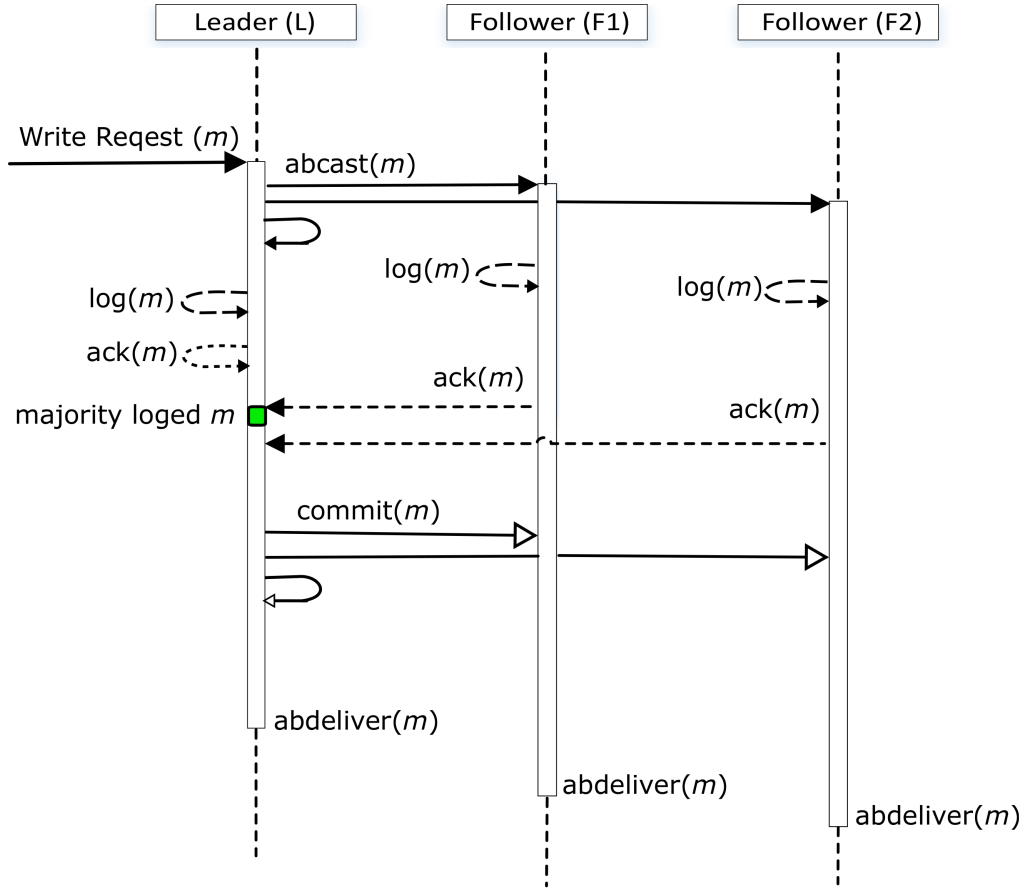 Leader (L)
Follower (F1)
Follower (F2)
Write Reqest (m)
abcast(m)
log(m)
log(m)
log(m)
ack(m)
ack(m)
ack(m)
majority loged m
commit(m)
abdeliver(m)
abdeliver(m)
abdeliver(m)